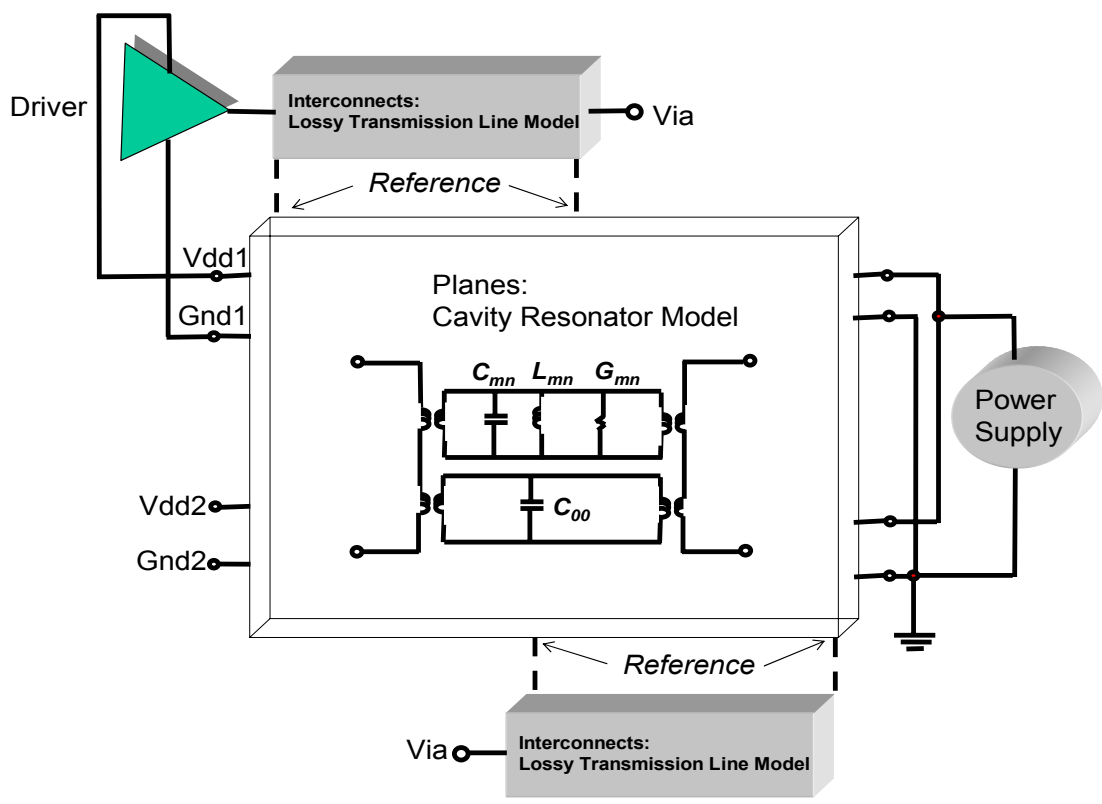 Driver
Interconnects:
Lossy Transmission Line Model
Via
Reference
Vdd1
Gnd1
Planes:
Cavity Resonator Model
Cmn
Lmn
Gmn
C00
Power
Supply
Vdd2
Gnd2
Reference
Via
Interconnects:
Lossy Transmission Line Model